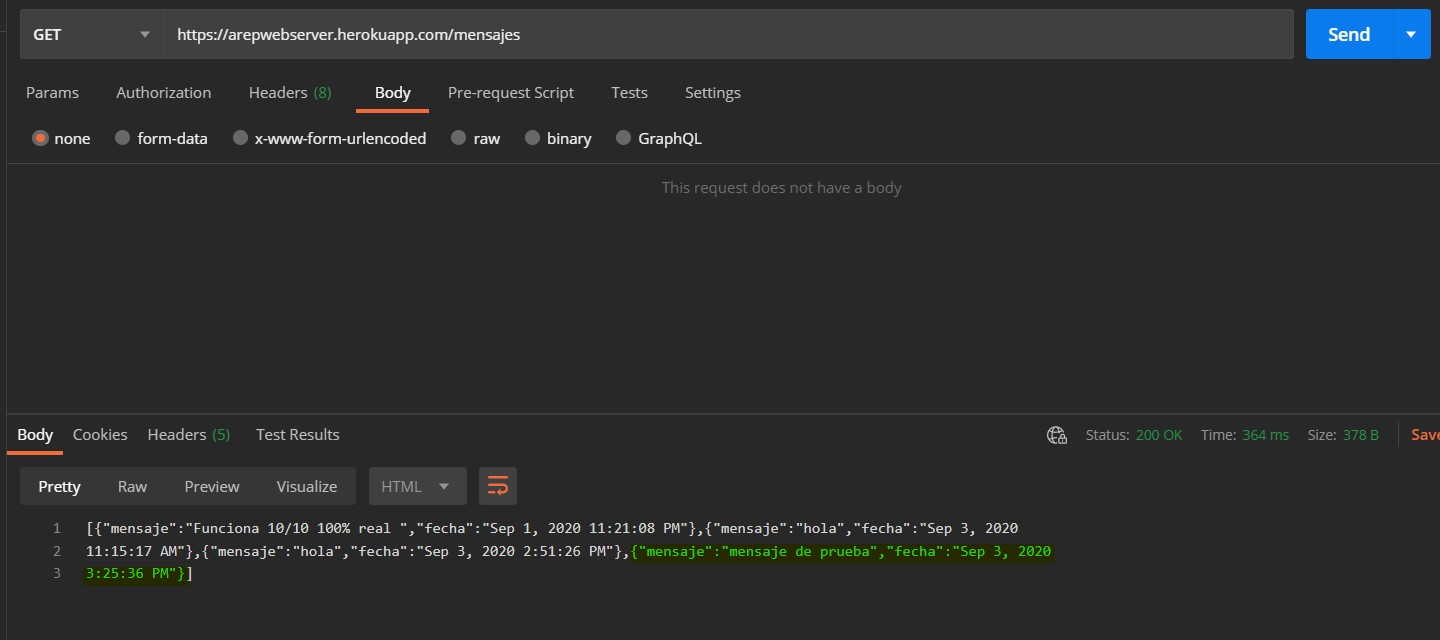 GET https://arepwebserver.herokuapp.com/mensajes Send
Params Authorization Headers (8) Body Pre-request Script Tests Settings
none form-data x-www-form-urlencoded raw binary GraphQL
This request does not have a body
Body Cookies Headers (5) Test Results Status: 200 OK Time: 364 ms Size: 378 B Save
Pretty Raw Preview Visualize HTML
1 [{"mensaje":"Funciona 10/10 100% real ","fecha":"Sep 1, 2020 11:21:08 PM"},{"mensaje":"hola","fecha":"Sep 3, 2020
2 11:15:17 AM"},{"mensaje":"hola","fecha":"Sep 3, 2020 2:51:26 PM"},{"mensaje":"mensaje de prueba","fecha":"Sep 3, 2020
3 3:25:36 PM"}]